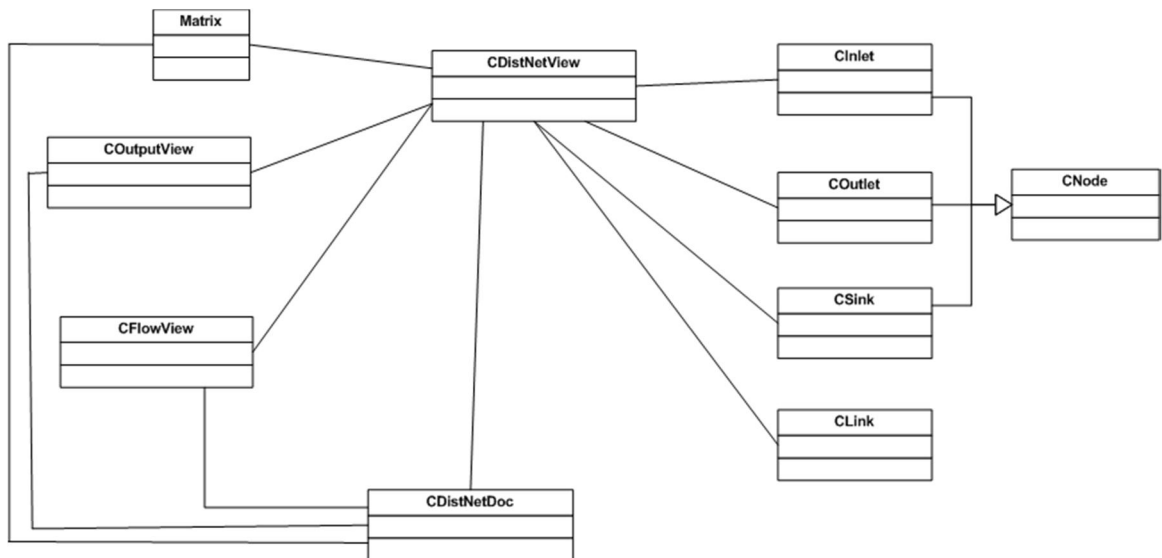 Matrix
CDistNetView
CInlet
COutputView
COutlet
CNode
CSink
CFlowView
CLink
CDistNetDoc